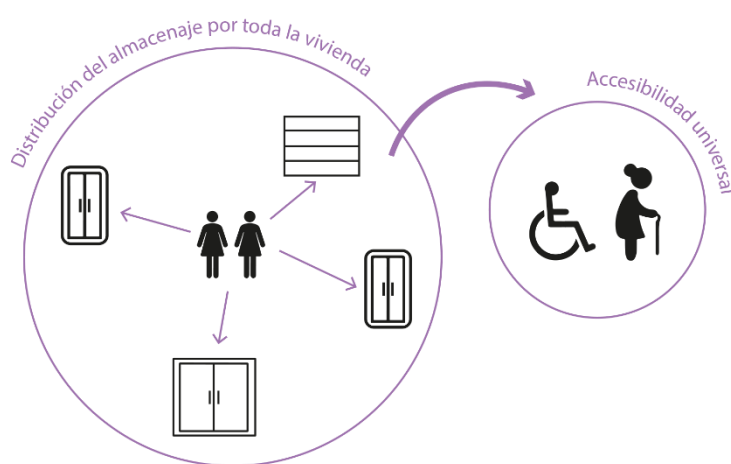 Distribución del almacenaje por toda la vivienda
Accesibilidad universal